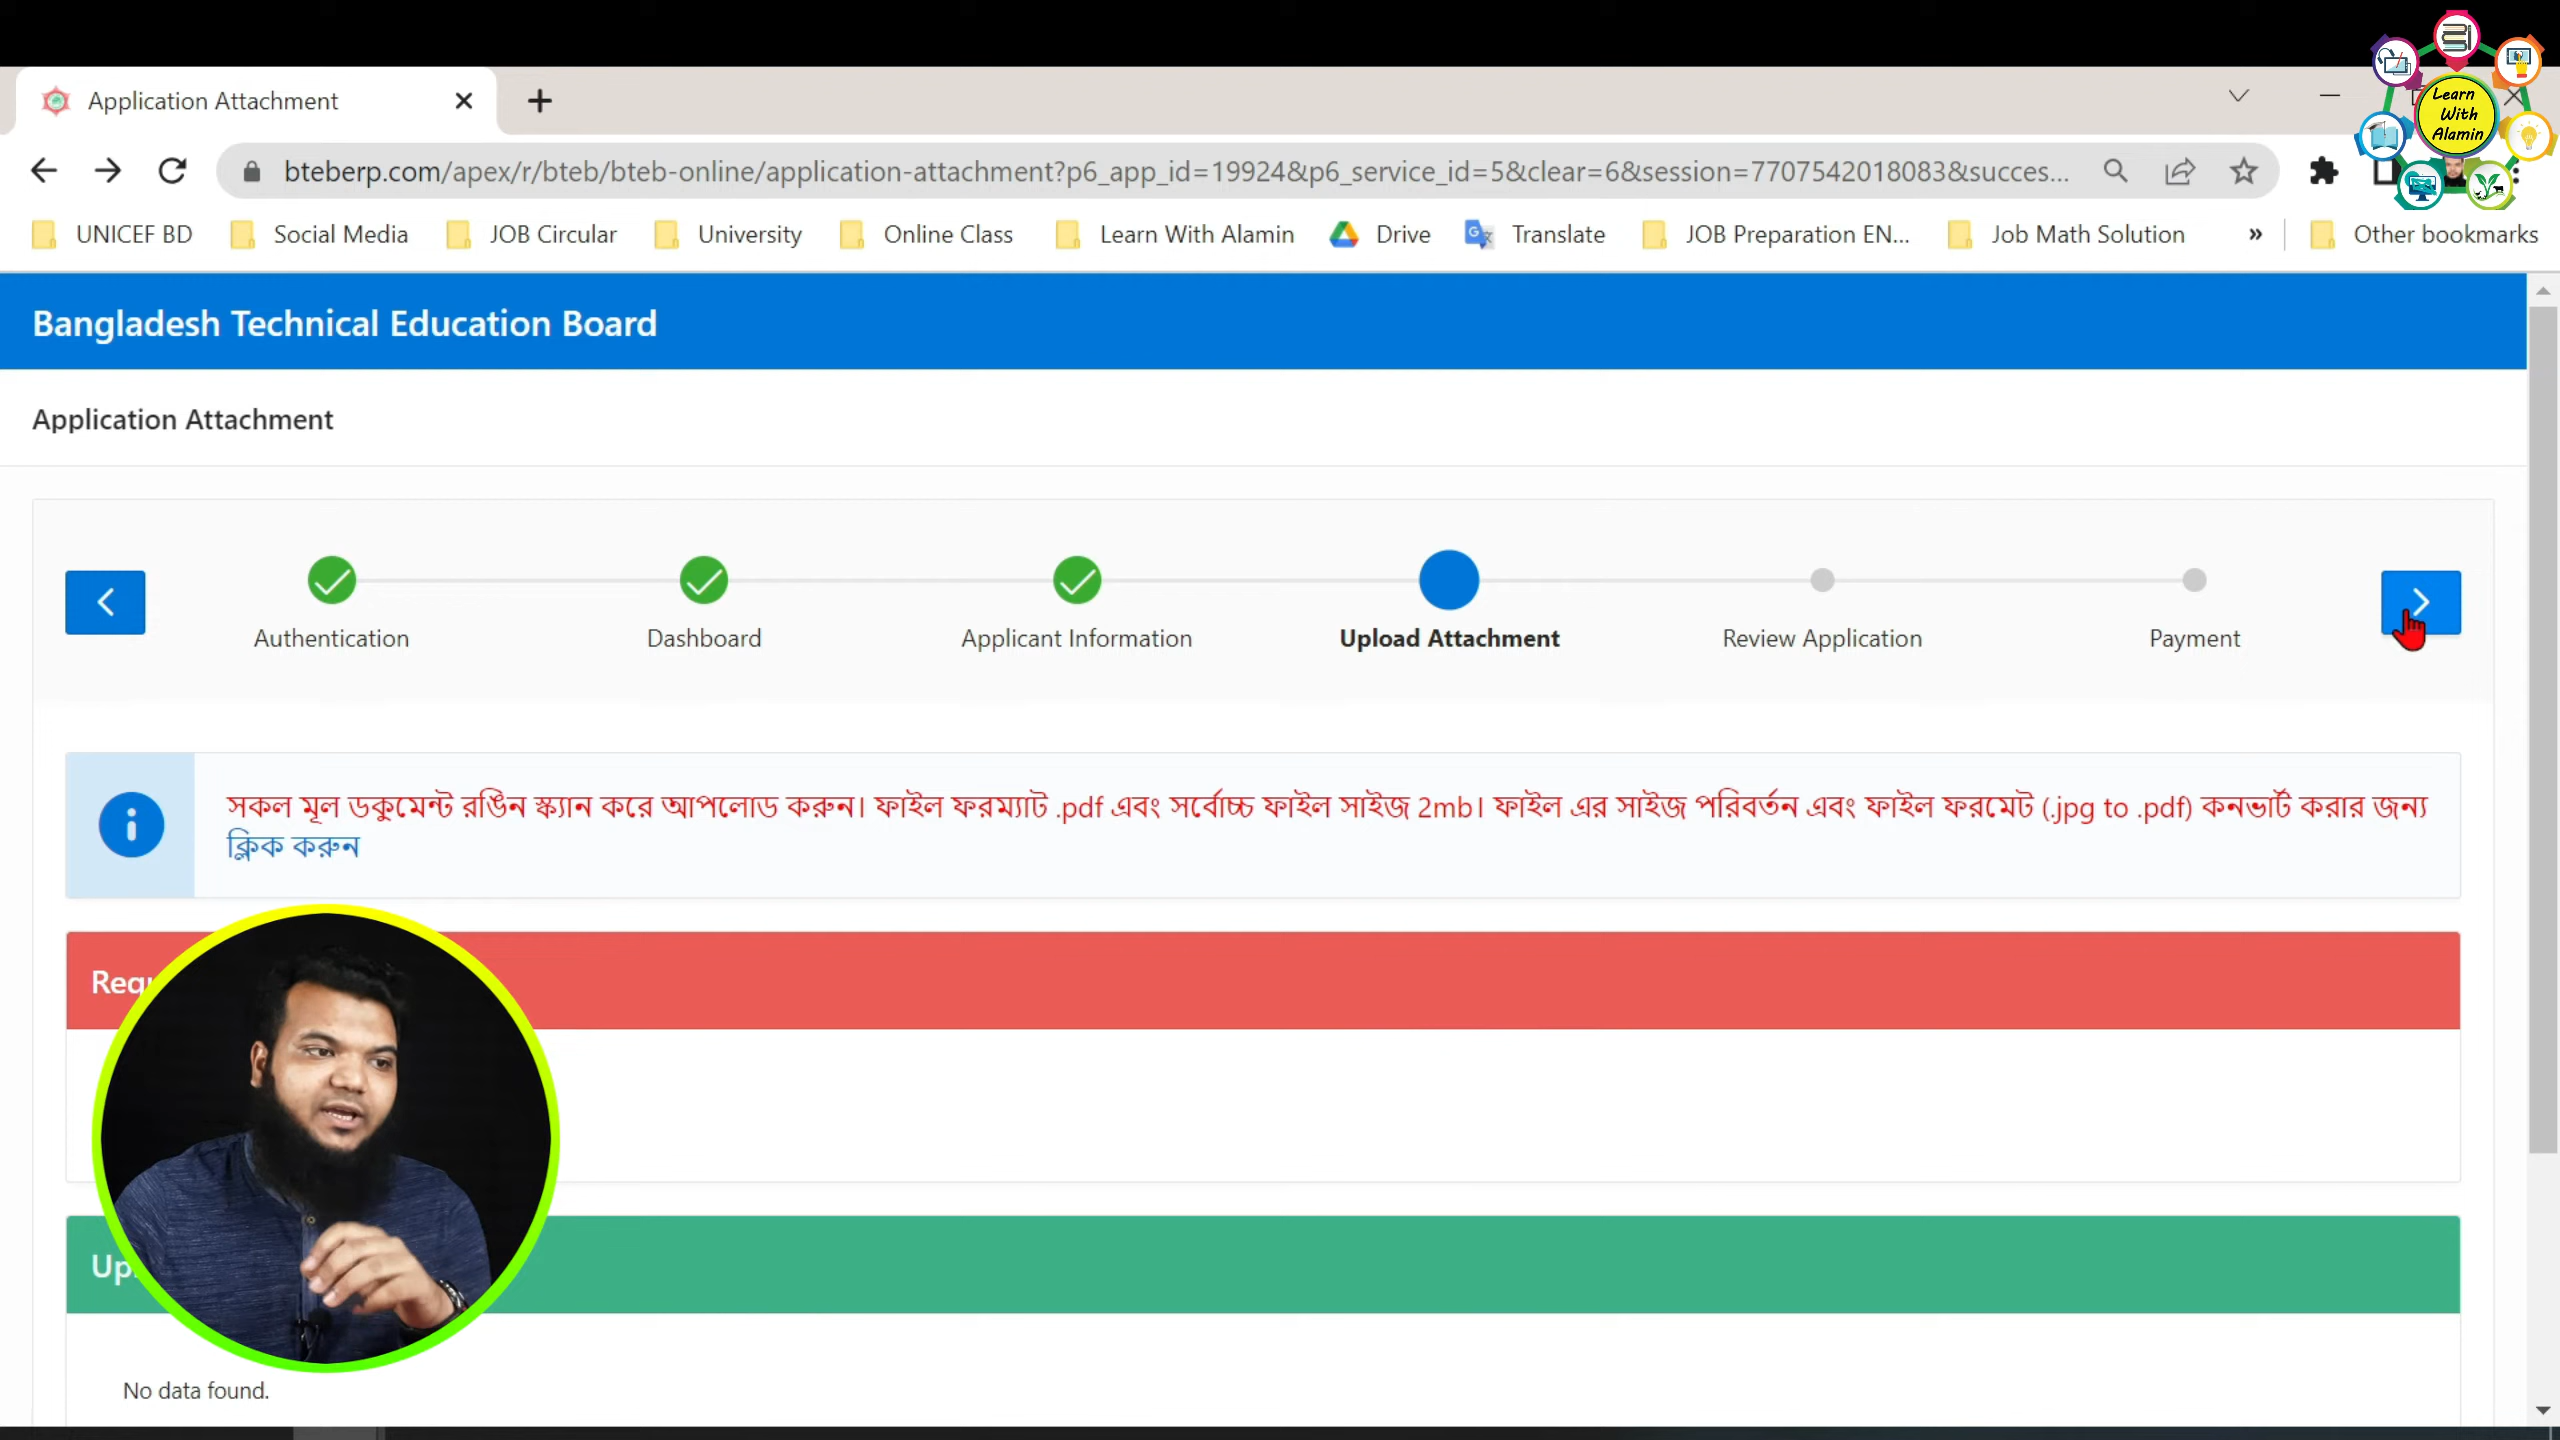 Application Attachment
Learn
With
Alamin
bteberp.com/apex/r/bteb/bteb-online/application-attachment?p6_app_id=19924&p6_service_id=5&clear=6&session=7707542018083&succes...
UNICEF BD Social Media JOB Circular University Online Class Learn With Alamin Drive Translate JOB Preparation EN... Job Math Solution » Other bookmarks
Bangladesh Technical Education Board
Application Attachment
Authentication Dashboard Applicant Information Upload Attachment Review Application Payment
সকল মূল ডকুমেন্ট রঙিন স্ক্যান করে আপলোড করুন। ফাইল ফরম্যাট .pdf এবং সর্বোচ্চ ফাইল সাইজ 2mb। ফাইল এর সাইজ পরিবর্তন এবং ফাইল ফরমেট (.jpg to .pdf) কনভার্ট করার জন্য
ক্লিক করুন
No data found.